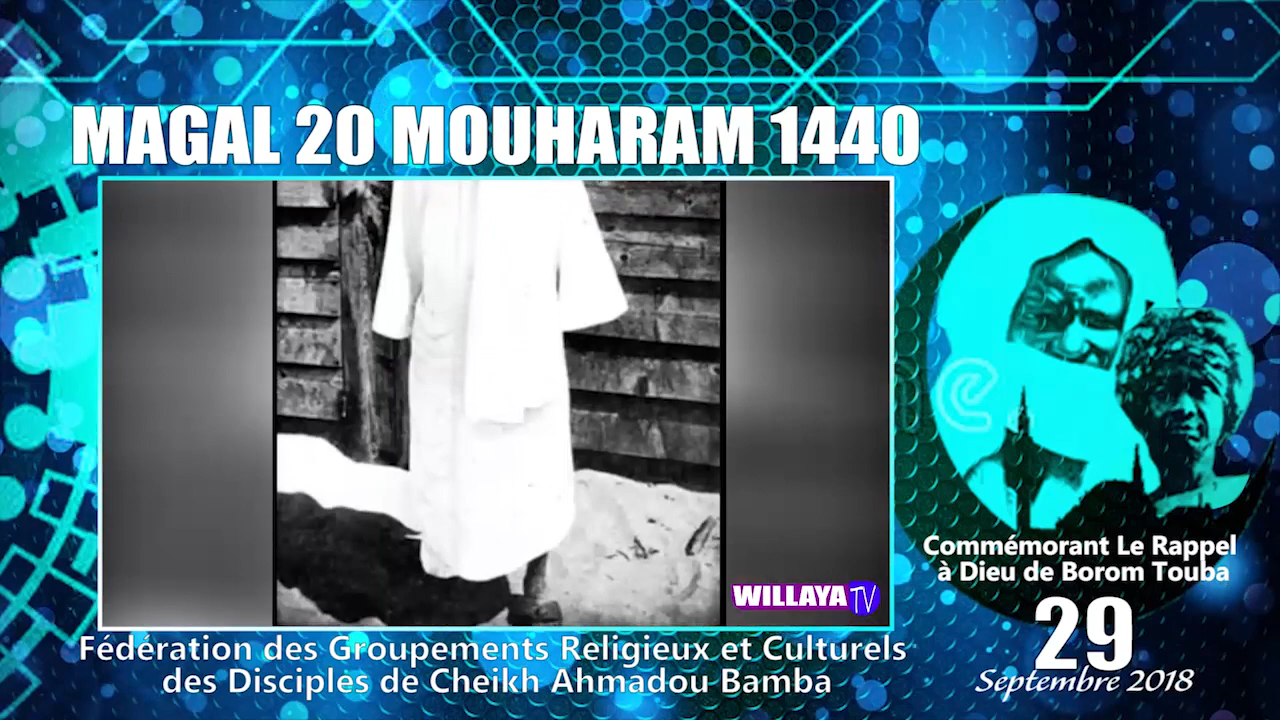 MAGAL 20 MOUHARAM 1440
WILLAYA TV
Fédération des Groupements Religieux et Culturels
des Disciples de Cheikh Ahmadou Bamba
Commémorant Le Rappel
à Dieu de Borom Touba
29
Septembre 2018